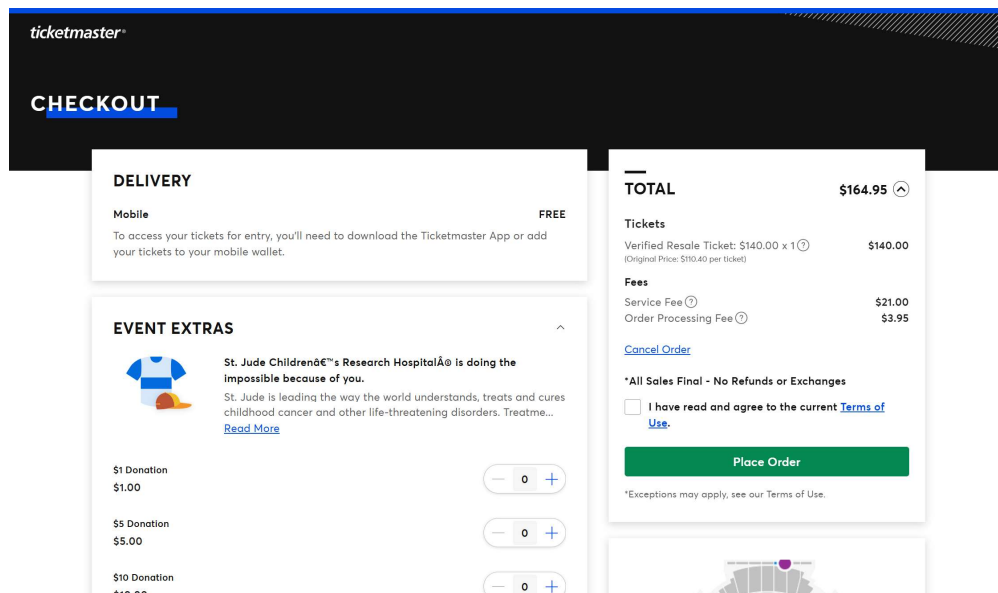 ticketmaster®
CHECKOUT
DELIVERY
Mobile FREE
To access your tickets for entry, you'll need to download the Ticketmaster App or add
your tickets to your mobile wallet.
EVENT EXTRAS
St. Jude Childrenâ€™s Research HospitalÂ® is doing the
impossible because of you.
St. Jude is leading the way the world understands, treats and cures
childhood cancer and other life-threatening disorders. Treatme...
Read More
$1 Donation
$1.00
0
$5 Donation
$5.00
0
$10 Donation
0
TOTAL $164.95
Tickets
Verified Resale Ticket: $140.00 x 1 ? $140.00
(Original Price: $110.40 per ticket)
Fees
Service Fee ? $21.00
Order Processing Fee ? $3.95
Cancel Order
*All Sales Final - No Refunds or Exchanges
I have read and agree to the current Terms of
Use.
Place Order
*Exceptions may apply, see our Terms of Use.